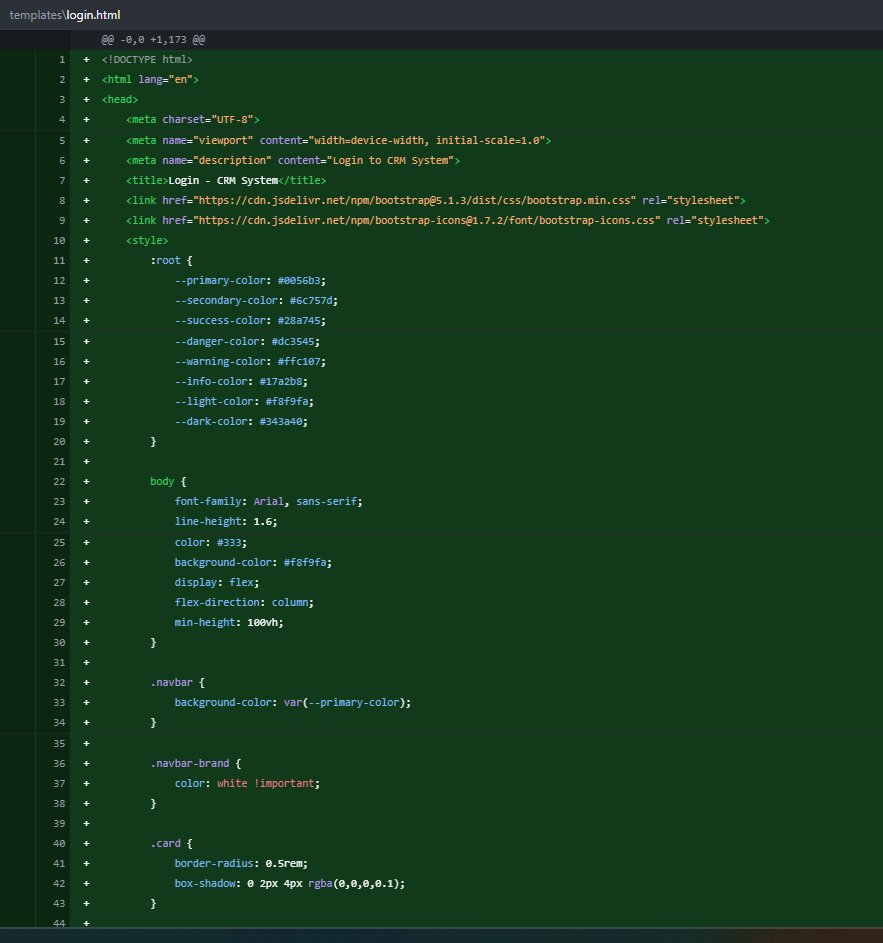 templates\login.html
@@ -0,0 +1,173 @@
1 + <!DOCTYPE html>
2 + <html lang="en">
3 + <head>
4 + <meta charset="UTF-8">
5 + <meta name="viewport" content="width=device-width, initial-scale=1.0">
6 + <meta name="description" content="Login to CRM System">
7 + <title>Login - CRM System</title>
8 + <link href="https://cdn.jsdelivr.net/npm/bootstrap@5.1.3/dist/css/bootstrap.min.css" rel="stylesheet">
9 + <link href="https://cdn.jsdelivr.net/npm/bootstrap-icons@1.7.2/font/bootstrap-icons.css" rel="stylesheet">
10 + <style>
11 + :root {
12 + --primary-color: #0056b3;
13 + --secondary-color: #6c757d;
14 + --success-color: #28a745;
15 + --danger-color: #dc3545;
16 + --warning-color: #ffc107;
17 + --info-color: #17a2b8;
18 + --light-color: #f8f9fa;
19 + --dark-color: #343a40;
20 + }
21 +
22 + body {
23 + font-family: Arial, sans-serif;
24 + line-height: 1.6;
25 + color: #333;
26 + background-color: #f8f9fa;
27 + display: flex;
28 + flex-direction: column;
29 + min-height: 100vh;
30 + }
31 +
32 + .navbar {
33 + background-color: var(--primary-color);
34 + }
35 +
36 + .navbar-brand {
37 + color: white !important;
38 + }
39 +
40 + .card {
41 + border-radius: 0.5rem;
42 + box-shadow: 0 2px 4px rgba(0,0,0,0.1);
43 + }
44 +